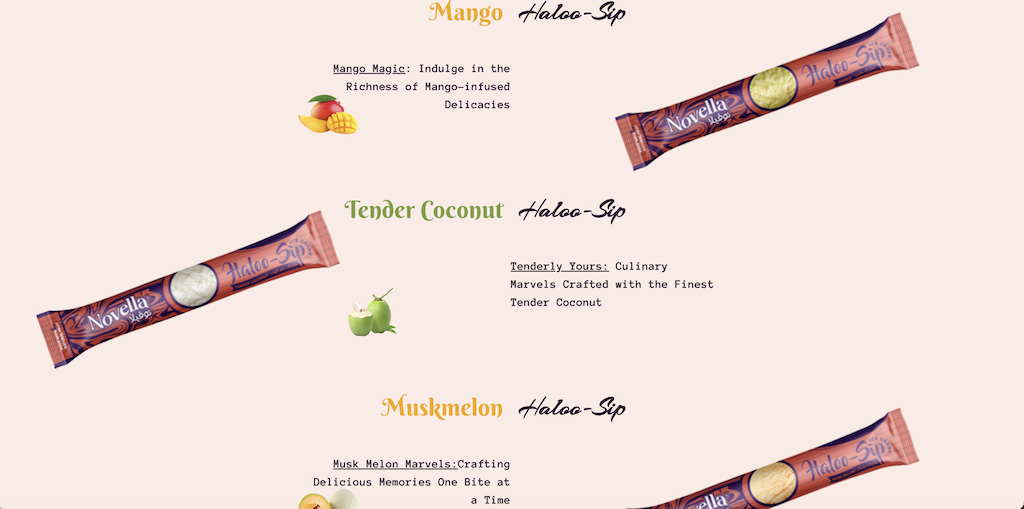 Mango Haloo-Sip
Mango Magic: Indulge in the
Richness of Mango-infused
Delicacies
Haloo-Sip
Novella
نوفيلا
Tender Coconut Haloo-Sip
Tenderly Yours: Culinary
Marvels Crafted with the Finest
Tender Coconut
Haloo-Sip
Novella
نوفيلا
Muskmelon Haloo-Sip
Musk Melon Marvels:Crafting
Delicious Memories One Bite at
a Time
Haloo-Sip
Novella